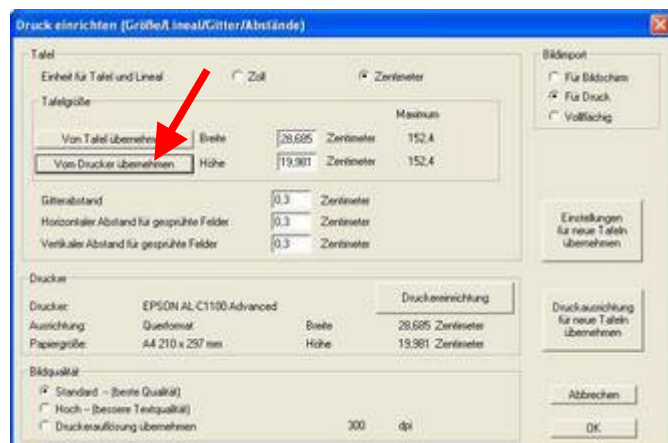 Druck einrichten (Größe/Lineal/Gitter/Abstände)
Tafel
Einheit für Tafel und Lineal Zoll Zentimeter
Tafelgröße
Maximum
Von Tafel übernehmen Breite 28,685 Zentimeter 152,4
Vom Drucker übernehmen Höhe 19,981 Zentimeter 152,4
Gitterabstand 0,3 Zentimeter
Horizontaler Abstand für gesprühte Felder 0,3 Zentimeter
Vertikaler Abstand für gesprühte Felder 0,3 Zentimeter
Bildimport
Für Bildschirm
Für Druck
Vollflächig
Einstellungen
für neue Tafeln
übernehmen
Drucker
Drucker: EPSON AL-C1100 Advanced Druckereinrichtung
Ausrichtung: Querformat Breite 28,685 Zentimeter
Papiergröße: A4 210 x 297 mm Höhe 19,981 Zentimeter
Druckausrichtung
für neue Tafeln
übernehmen
Bildqualität
Standard – (beste Qualität)
Hoch – (bessere Textqualität)
Druckerauflösung übernehmen 300 dpi
Abbrechen
OK